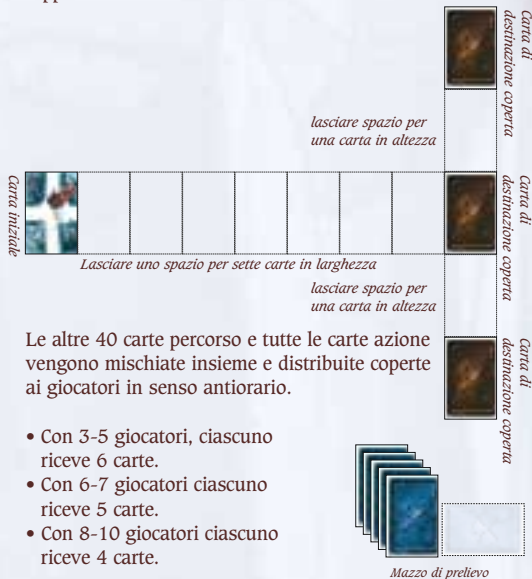 Carta di
destinazione coperta
lasciare spazio per
una carta in altezza
Carta iniziale
Carta di
destinazione coperta
Lasciare uno spazio per sette carte in larghezza
lasciare spazio per
una carta in altezza
Carta di
destinazione coperta
Le altre 40 carte percorso e tutte le carte azione
vengono mischiate insieme e distribuite coperte
ai giocatori in senso antiorario.
• Con 3-5 giocatori, ciascuno
riceve 6 carte.
• Con 6-7 giocatori ciascuno
riceve 5 carte.
• Con 8-10 giocatori ciascuno
riceve 4 carte.
Mazzo di prelievo